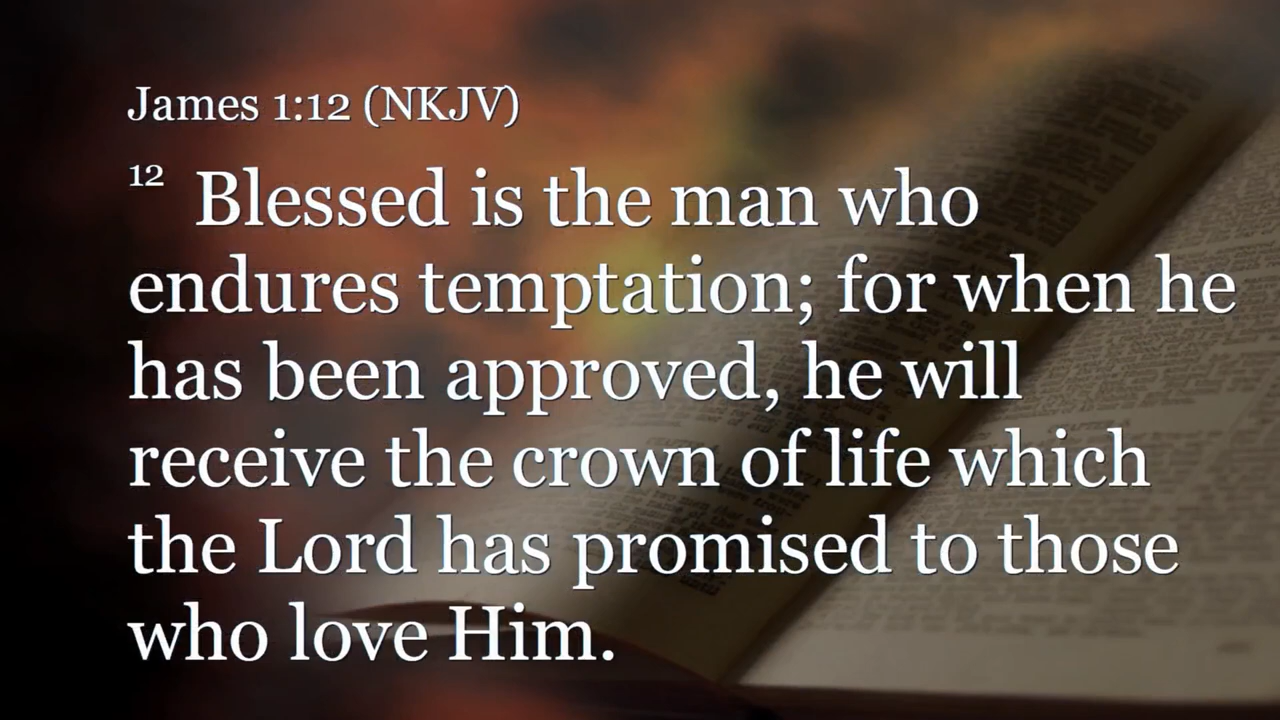 James 1:12 (NKJV)
12 Blessed is the man who
endures temptation; for when he
has been approved, he will
receive the crown of life which
the Lord has promised to those
who love Him.